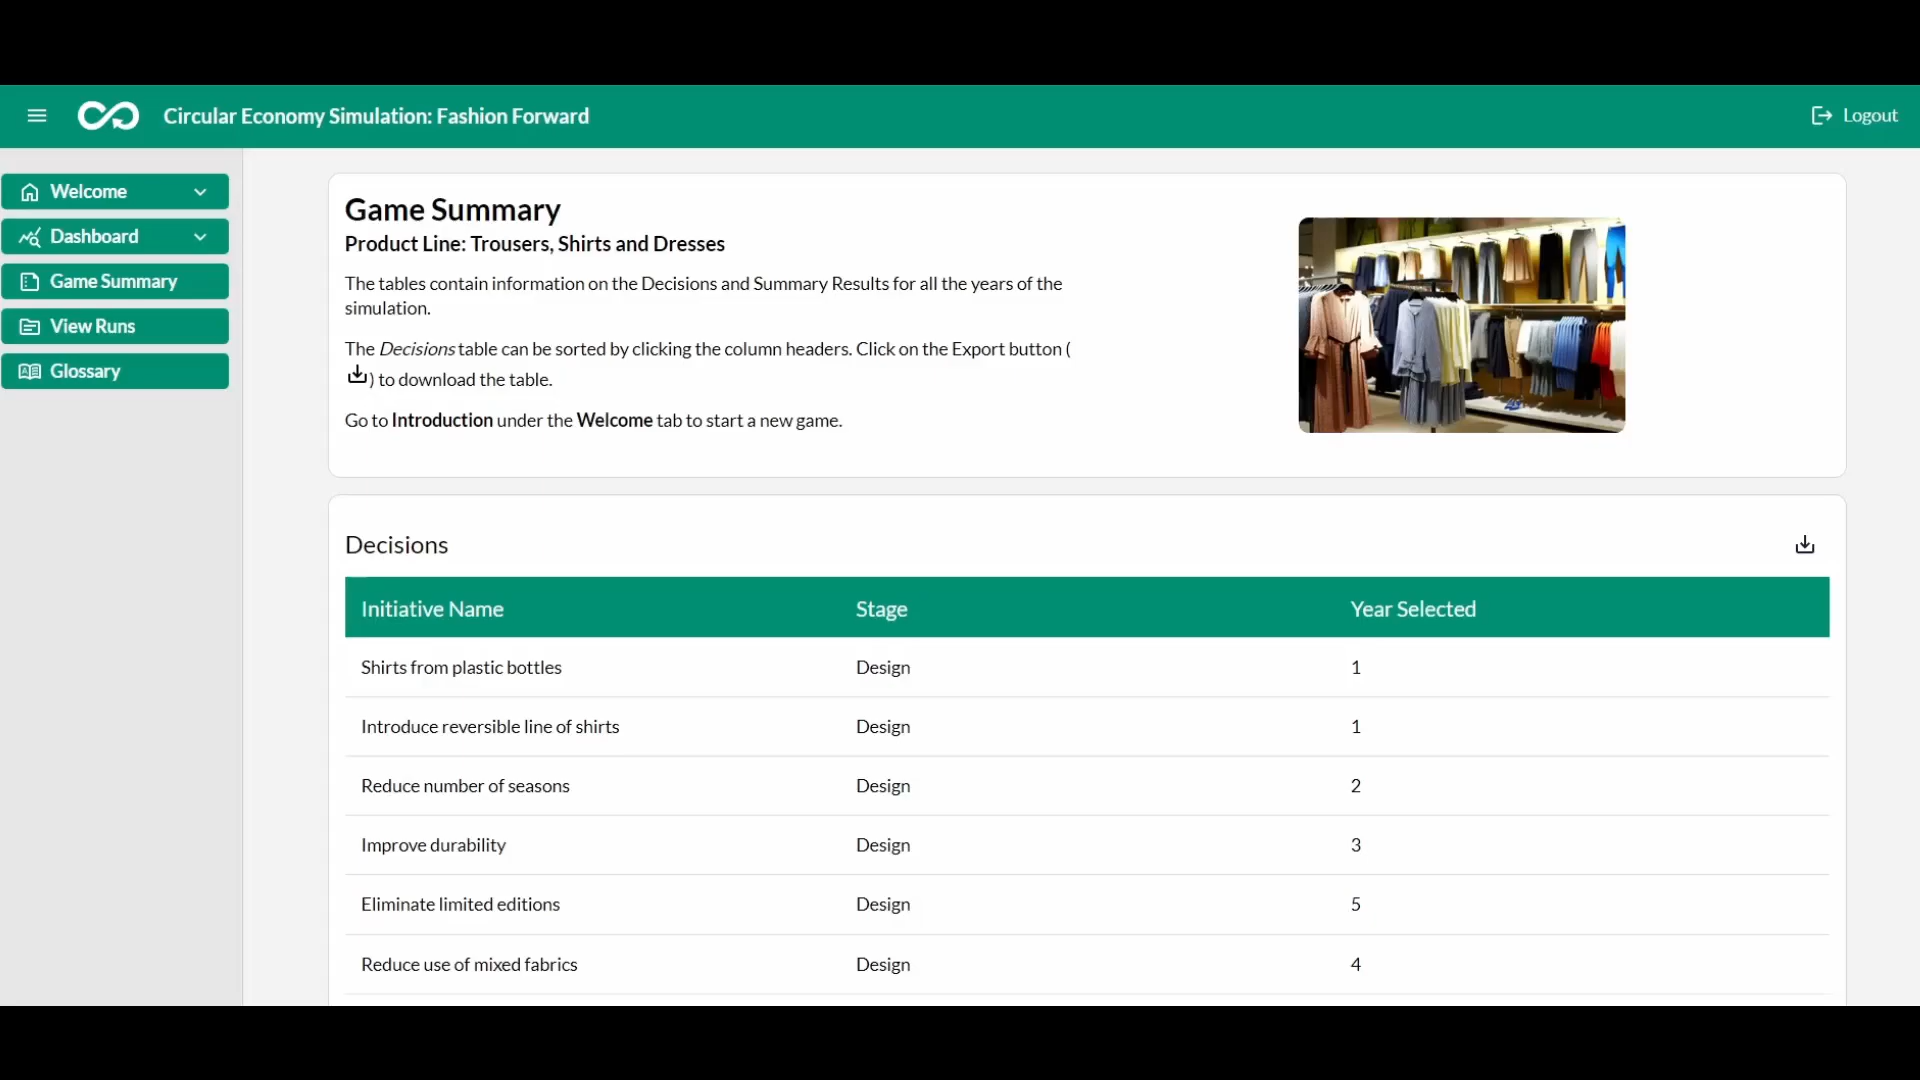 Circular Economy Simulation: Fashion Forward
Logout
Welcome
Dashboard
Game Summary
View Runs
Glossary
Game Summary
Product Line: Trousers, Shirts and Dresses
The tables contain information on the Decisions and Summary Results for all the years of the
simulation.
The Decisions table can be sorted by clicking the column headers. Click on the Export button (
) to download the table.
Go to Introduction under the Welcome tab to start a new game.
Decisions
Initiative Name Stage Year Selected
Shirts from plastic bottles Design 1
Introduce reversible line of shirts Design 1
Reduce number of seasons Design 2
Improve durability Design 3
Eliminate limited editions Design 5
Reduce use of mixed fabrics Design 4